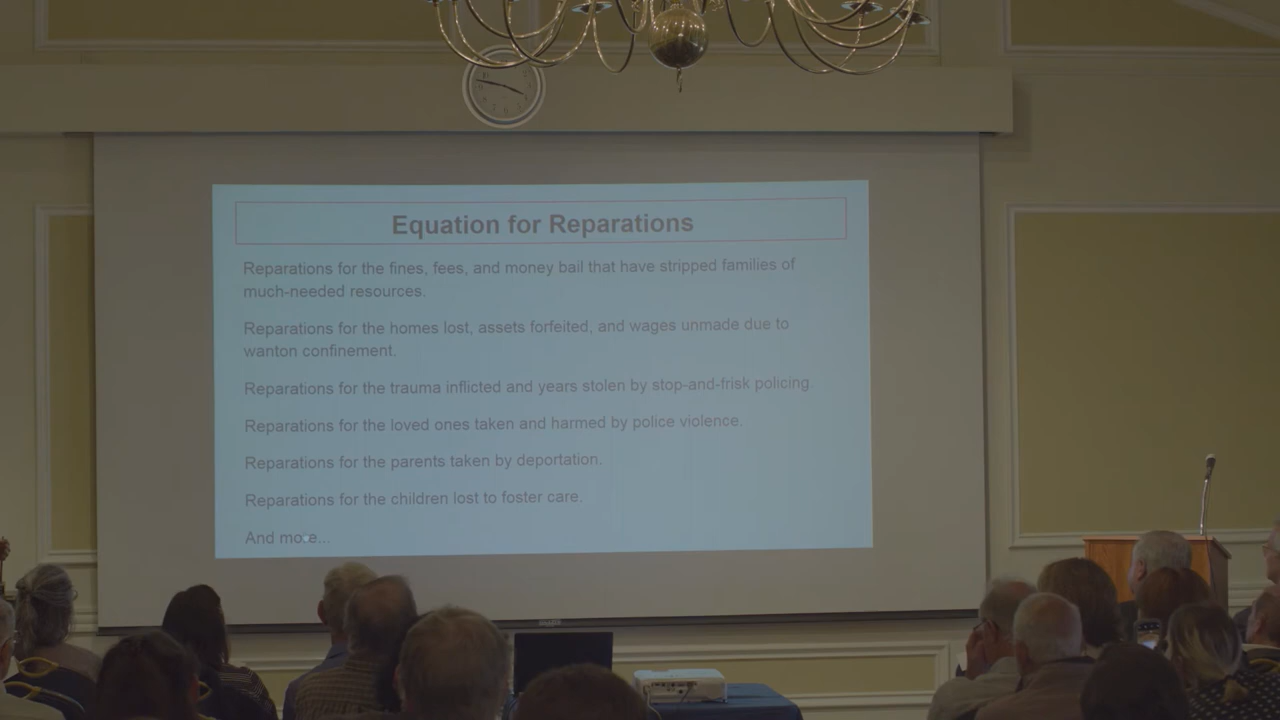 Equation for Reparations
Reparations for the fines, fees, and money bail that have stripped families of
much-needed resources.
Reparations for the homes lost, assets forfeited, and wages unmade due to
wanton confinement.
Reparations for the trauma inflicted and years stolen by stop-and-frisk policing.
Reparations for the loved ones taken and harmed by police violence.
Reparations for the parents taken by deportation.
Reparations for the children lost to foster care.
And more...